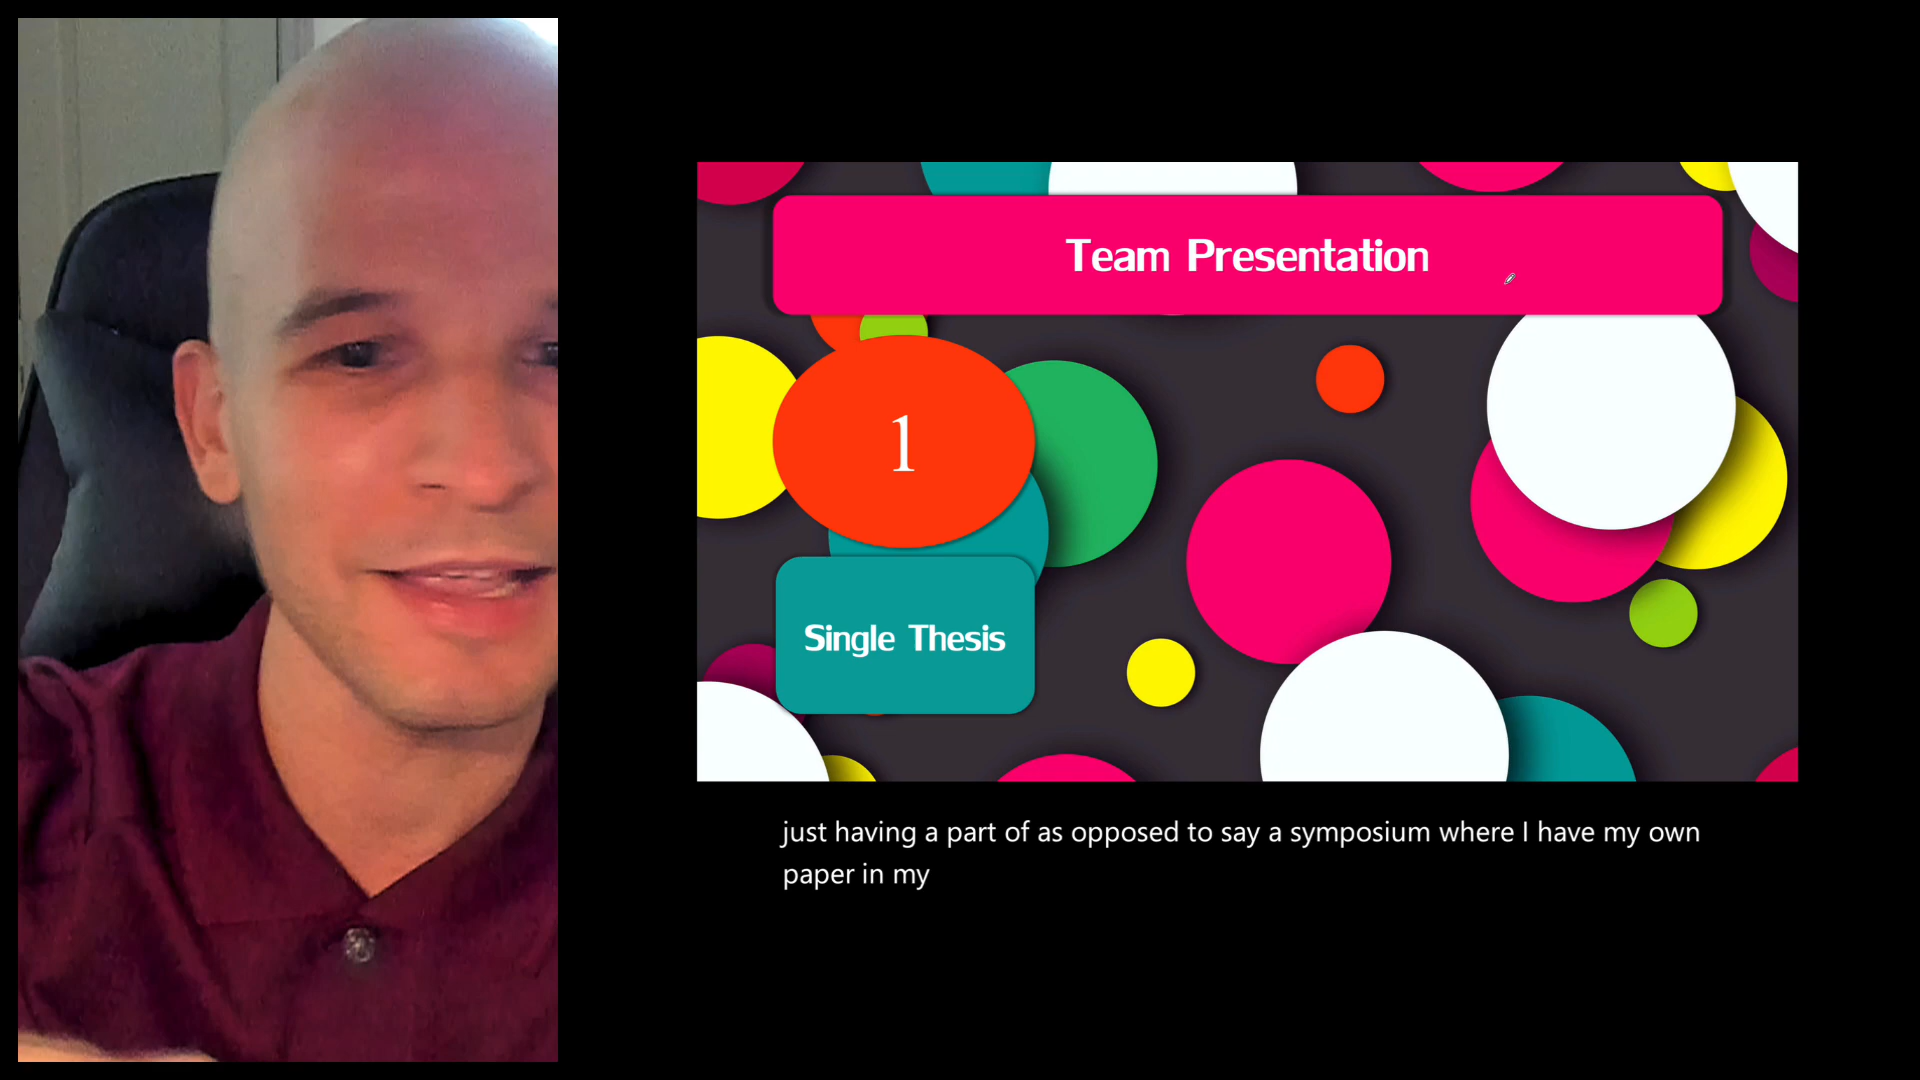 Team Presentation
1
Single Thesis
just having a part of as opposed to say a symposium where I have my own
paper in my